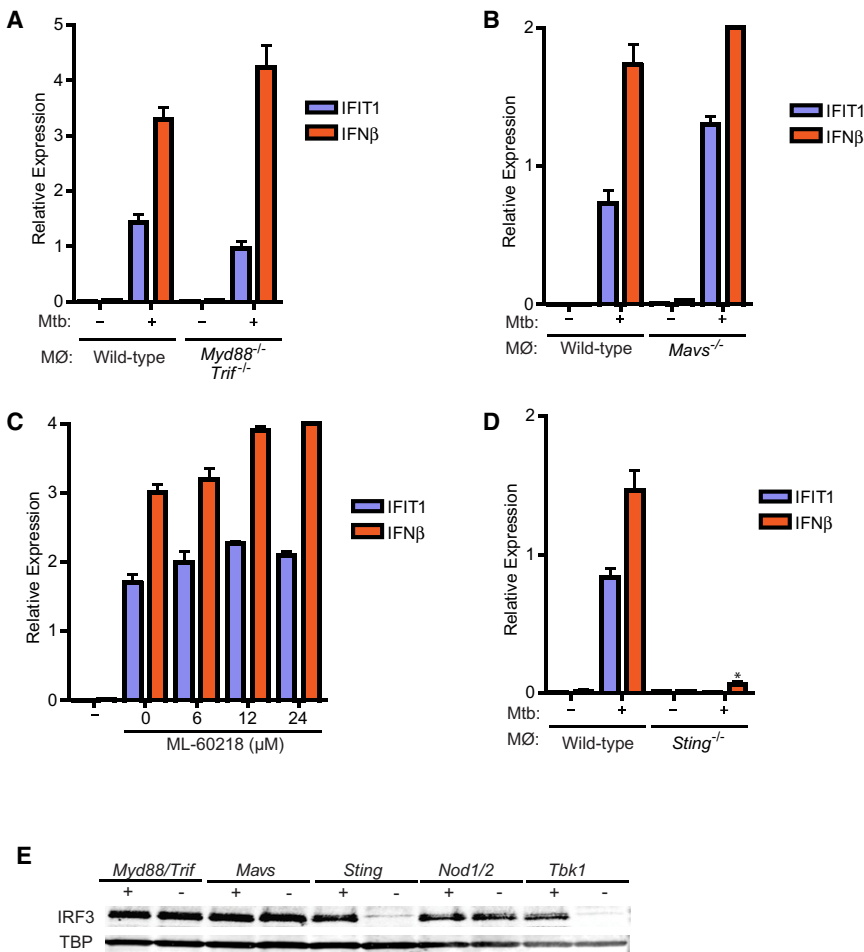 A
5
4
3
2
1
0
Relative Expression
IFIT1
IFNβ
Mtb: − + − +
MØ: Wild-type Myd88-/-
Trif-/-
B
2
1
0
Relative Expression
IFIT1
IFNβ
Mtb: − + − +
MØ: Wild-type Mavs-/-
C
4
3
2
1
0
Relative Expression
IFIT1
IFNβ
− 0 6 12 24
ML-60218 (µM)
D
2
1
0
Relative Expression
IFIT1
IFNβ
*
Mtb: − + − +
MØ: Wild-type Sting-/-
E
Myd88/Trif Mavs Sting Nod1/2 Tbk1
+ - + - + - + - + -
IRF3
TBP